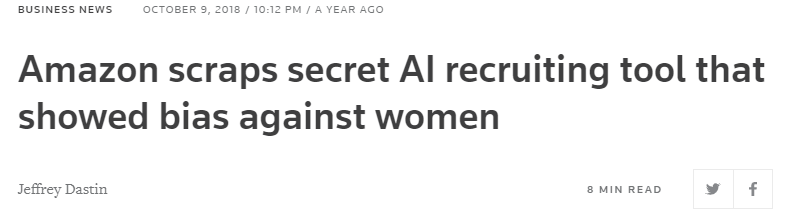 BUSINESS NEWS OCTOBER 9, 2018 / 10:12 PM / A YEAR AGO
Amazon scraps secret AI recruiting tool that
showed bias against women
Jeffrey Dastin 8 MIN READ